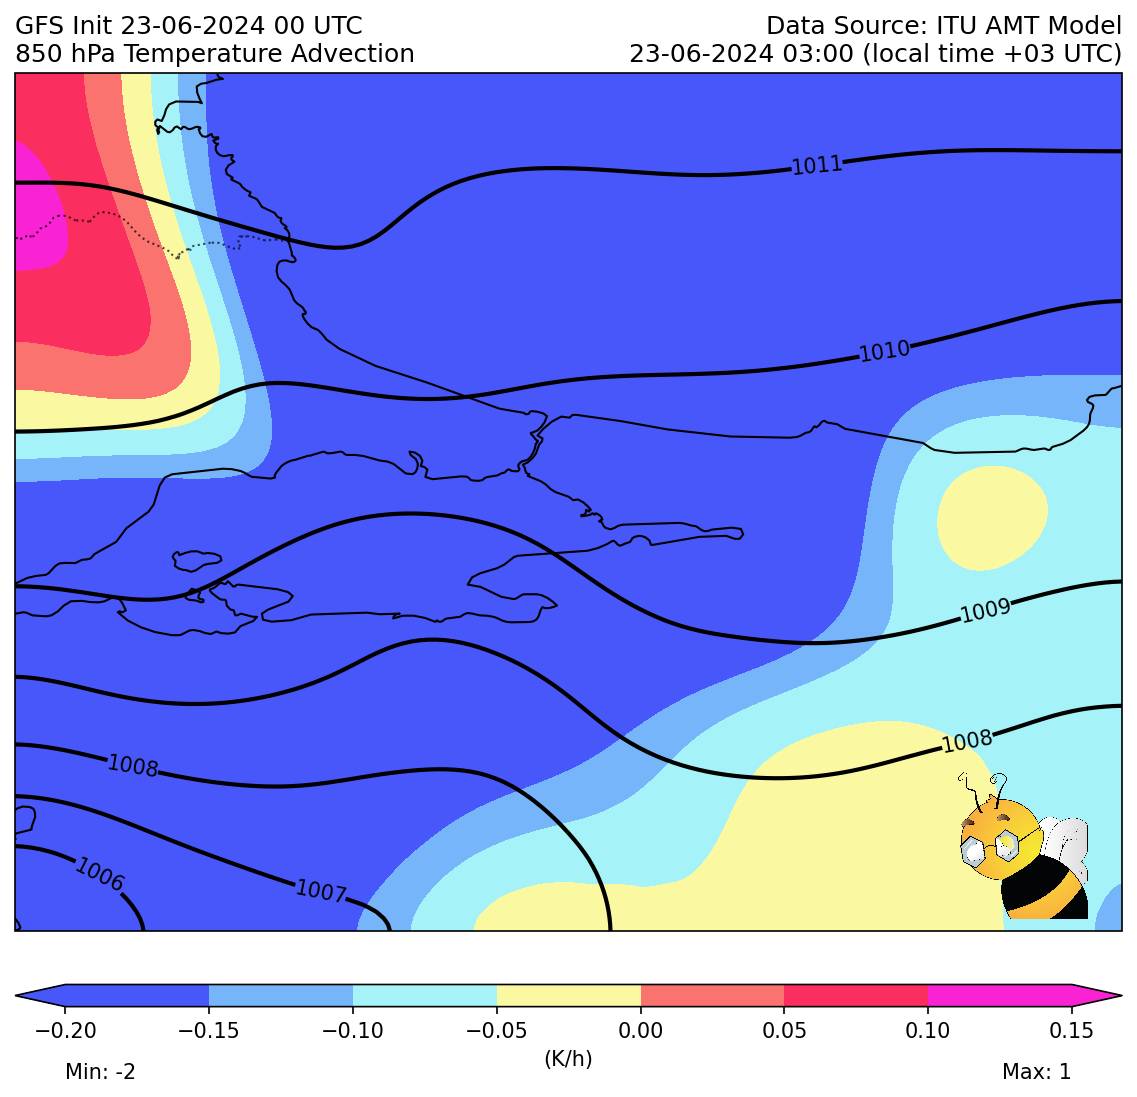 GFS Init 23-06-2024 00 UTC
850 hPa Temperature Advection
Data Source: ITU AMT Model
23-06-2024 03:00 (local time +03 UTC)
1011
1010
1009
1008
1008
1007
1006
−0.20 −0.15 −0.10 −0.05 0.00 0.05 0.10 0.15
(K/h)
Min: -2 Max: 1